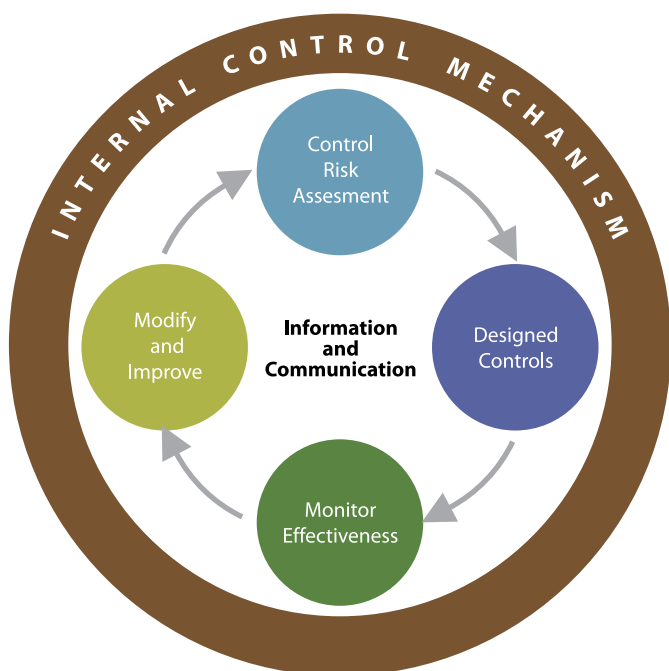 INTERNAL CONTROL MECHANISM
Control
Risk
Assesment
Designed
Controls
Monitor
Effectiveness
Modify
and
Improve
Information
and
Communication